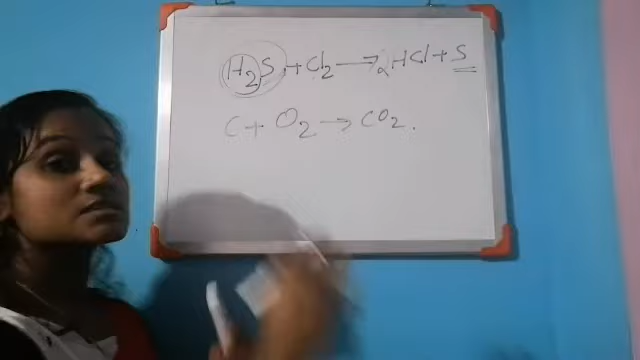 H₂S + Cl₂ → 2HCl + S
C + O₂ → CO₂.